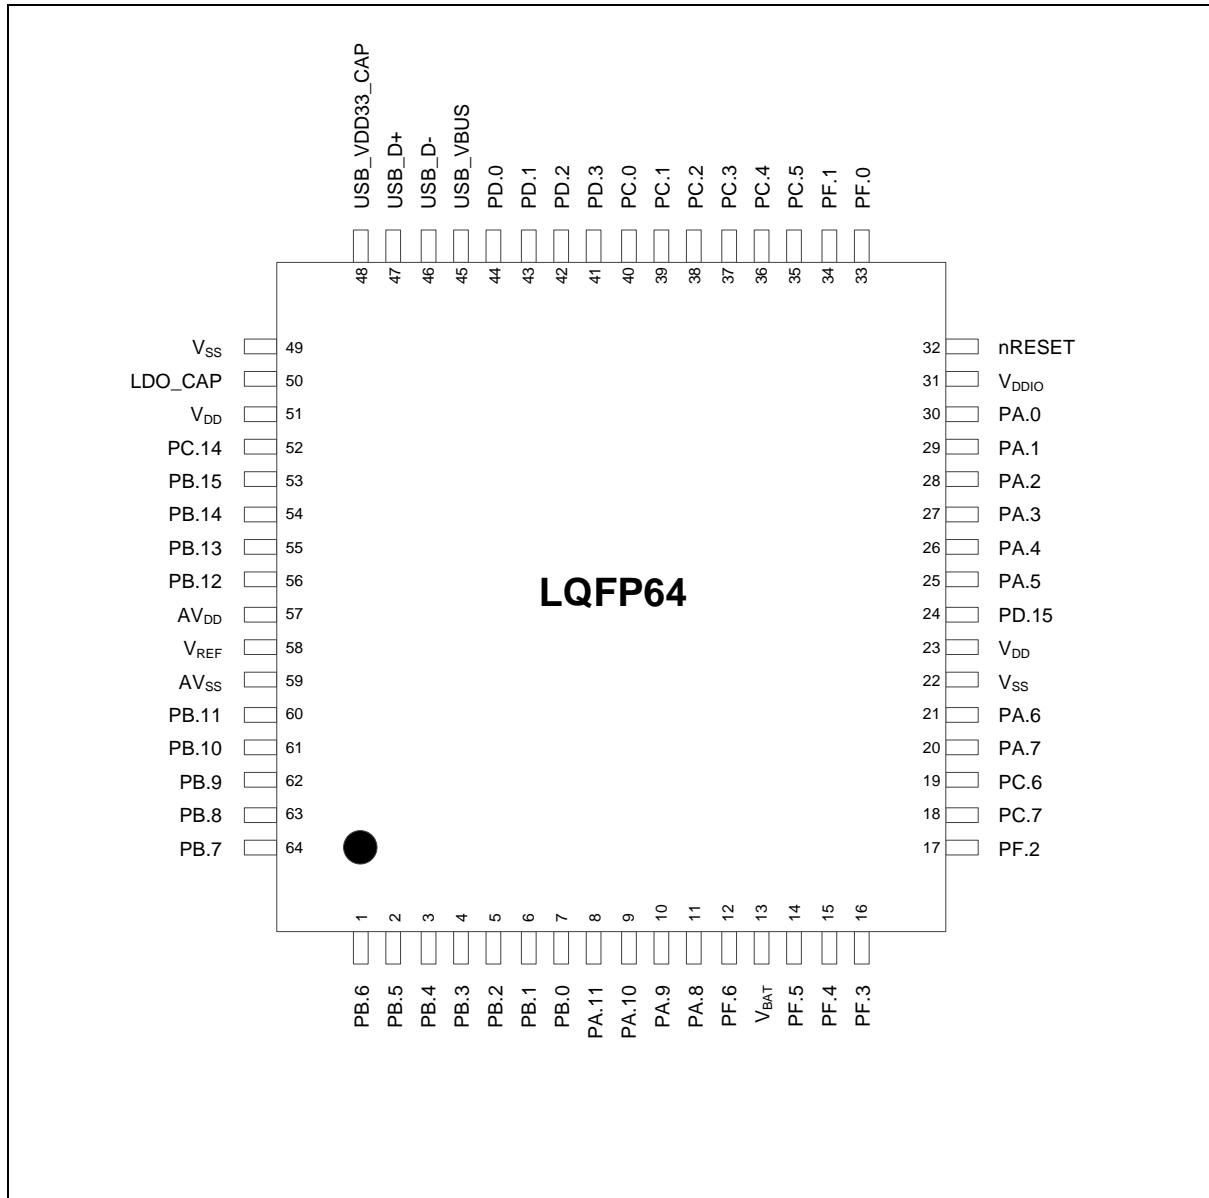 USB_VDD33_CAP
USB_D+
USB_D-
USB_VBUS
PD.0
PD.1
PD.2
PD.3
PC.0
PC.1
PC.2
PC.3
PC.4
PC.5
PF.1
PF.0
48 47 46 45 44 43 42 41 40 39 38 37 36 35 34 33
VSS 49 32 nRESET
LDO_CAP 50 31 VDDIO
VDD 51 30 PA.0
PC.14 52 29 PA.1
PB.15 53 28 PA.2
PB.14 54 27 PA.3
PB.13 55 26 PA.4
PB.12 56 25 PA.5
LQFP64
AVDD 57 24 PD.15
VREF 58 23 VDD
AVSS 59 22 VSS
PB.11 60 21 PA.6
PB.10 61 20 PA.7
PB.9 62 19 PC.6
PB.8 63 18 PC.7
PB.7 64 17 PF.2
1 2 3 4 5 6 7 8 9 10 11 12 13 14 15 16
PB.6
PB.5
PB.4
PB.3
PB.2
PB.1
PB.0
PA.11
PA.10
PA.9
PA.8
PF.6
VBAT
PF.5
PF.4
PF.3